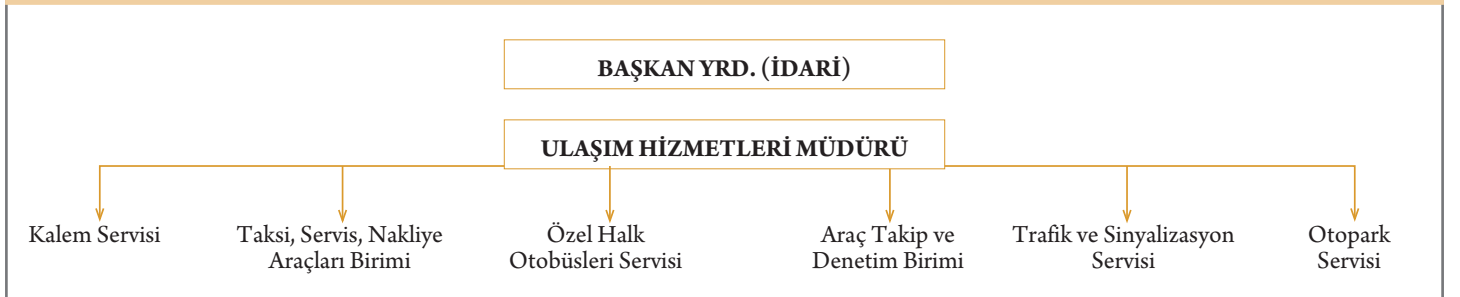 BAŞKAN YRD. (İDARİ)
ULAŞIM HİZMETLERİ MÜDÜRÜ
Kalem Servisi
Taksi, Servis, Nakliye
Araçları Birimi
Özel Halk
Otobüsleri Servisi
Araç Takip ve
Denetim Birimi
Trafik ve Sinyalizasyon
Servisi
Otopark
Servisi